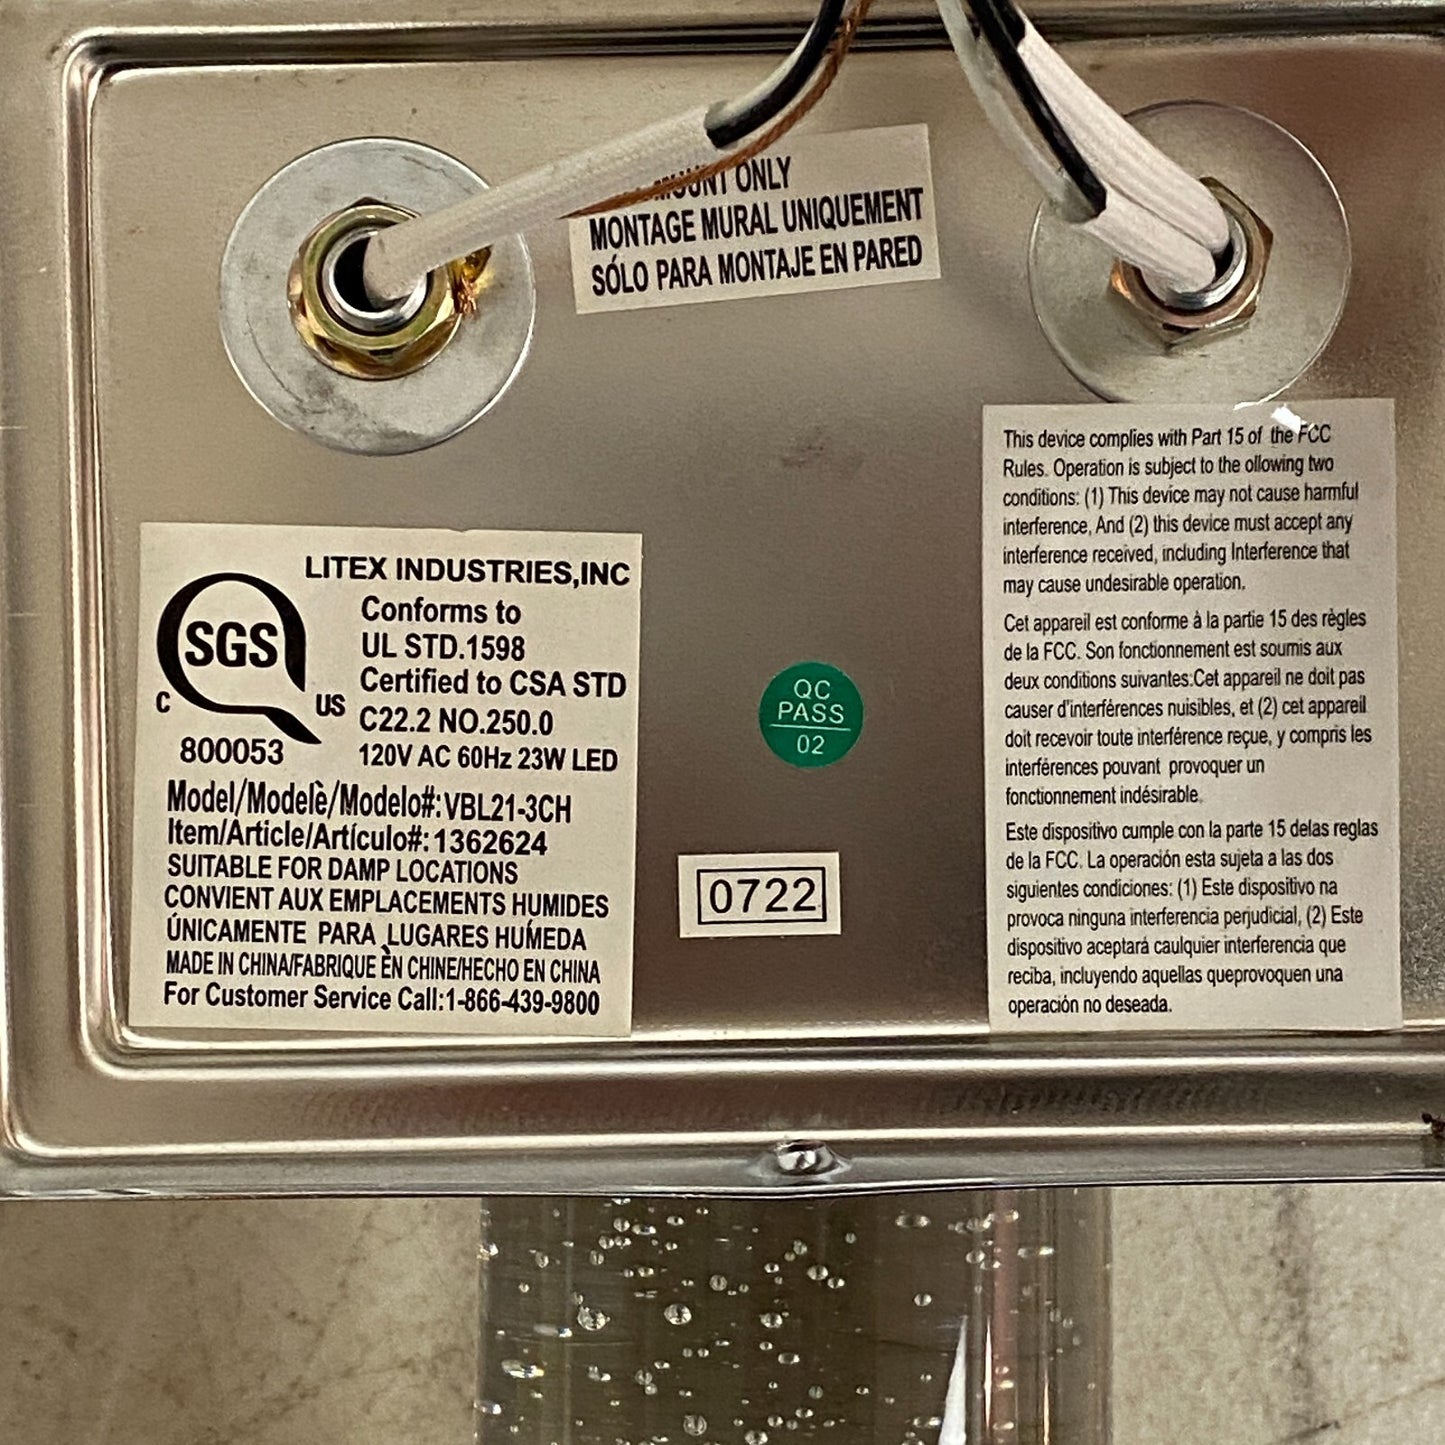 MOUNT ONLY
MONTAGE MURAL UNIQUEMENT
SÓLO PARA MONTAJE EN PARED
LITEX INDUSTRIES,INC
Conforms to
UL STD.1598
Certified to CSA STD
C22.2 NO.250.0
120V AC 60Hz 23W LED
SGS
C US
800053
Model/Modelè/Modelo#:VBL21-3CH
Item/Article/Artículo#:1362624
SUITABLE FOR DAMP LOCATIONS
CONVIENT AUX EMPLACEMENTS HUMIDES
ÚNICAMENTE PARA LUGARES HUḾEDA
MADE IN CHINA/FABRIQUE ÈN CHINE/HECHO EN CHINA
For Customer Service Call:1-866-439-9800
QC
PASS
02
0722
This device complies with Part 15 of the FCC
Rules. Operation is subject to the ollowing two
conditions: (1) This device may not cause harmful
interference, And (2) this device must accept any
interference received, including Interference that
may cause undesirable operation.
Cet appareil est conforme à la partie 15 des règles
de la FCC. Son fonctionnement est soumis aux
deux conditions suivantes:Cet appareil ne doit pas
causer d'interférences nuisibles, et (2) cet appareil
doit recevoir toute interférence reçue, y compris les
interférences pouvant provoquer un
fonctionnement indésirable.
Este dispositivo cumple con la parte 15 delas reglas
de la FCC. La operación esta sujeta a las dos
siguientes condiciones: (1) Este dispositivo na
provoca ninguna interferencia perjudicial, (2) Este
dispositivo aceptará caulquier interferencia que
reciba, incluyendo aquellas queprovoquen una
operación no deseada.